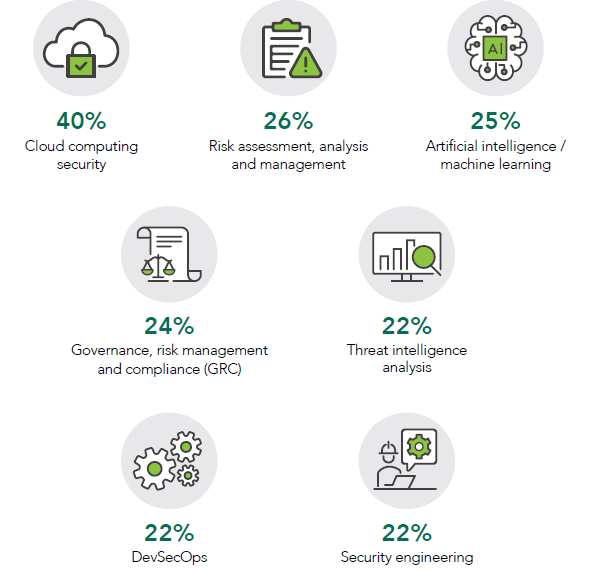 AI
40%
Cloud computing
security
26%
Risk assessment, analysis
and management
25%
Artificial intelligence /
machine learning
24%
Governance, risk management
and compliance (GRC)
22%
Threat intelligence
analysis
22%
DevSecOps
22%
Security engineering